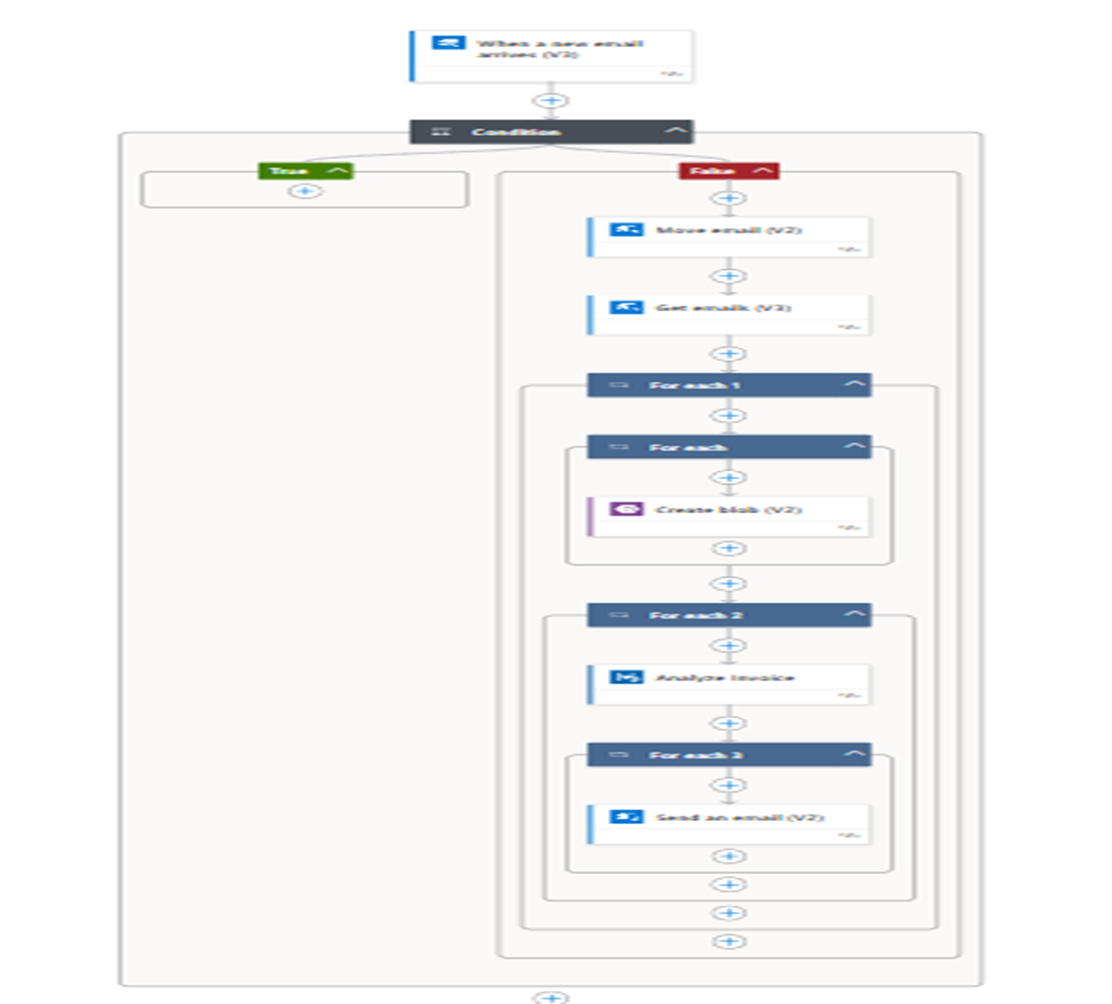 When a new email
arrives (V3)
Condition
True
False
Move email (V2)
Get emails (V3)
For each 1
For each
Create blob (V2)
For each 2
Analyze Invoice
For each 3
Send an email (V2)